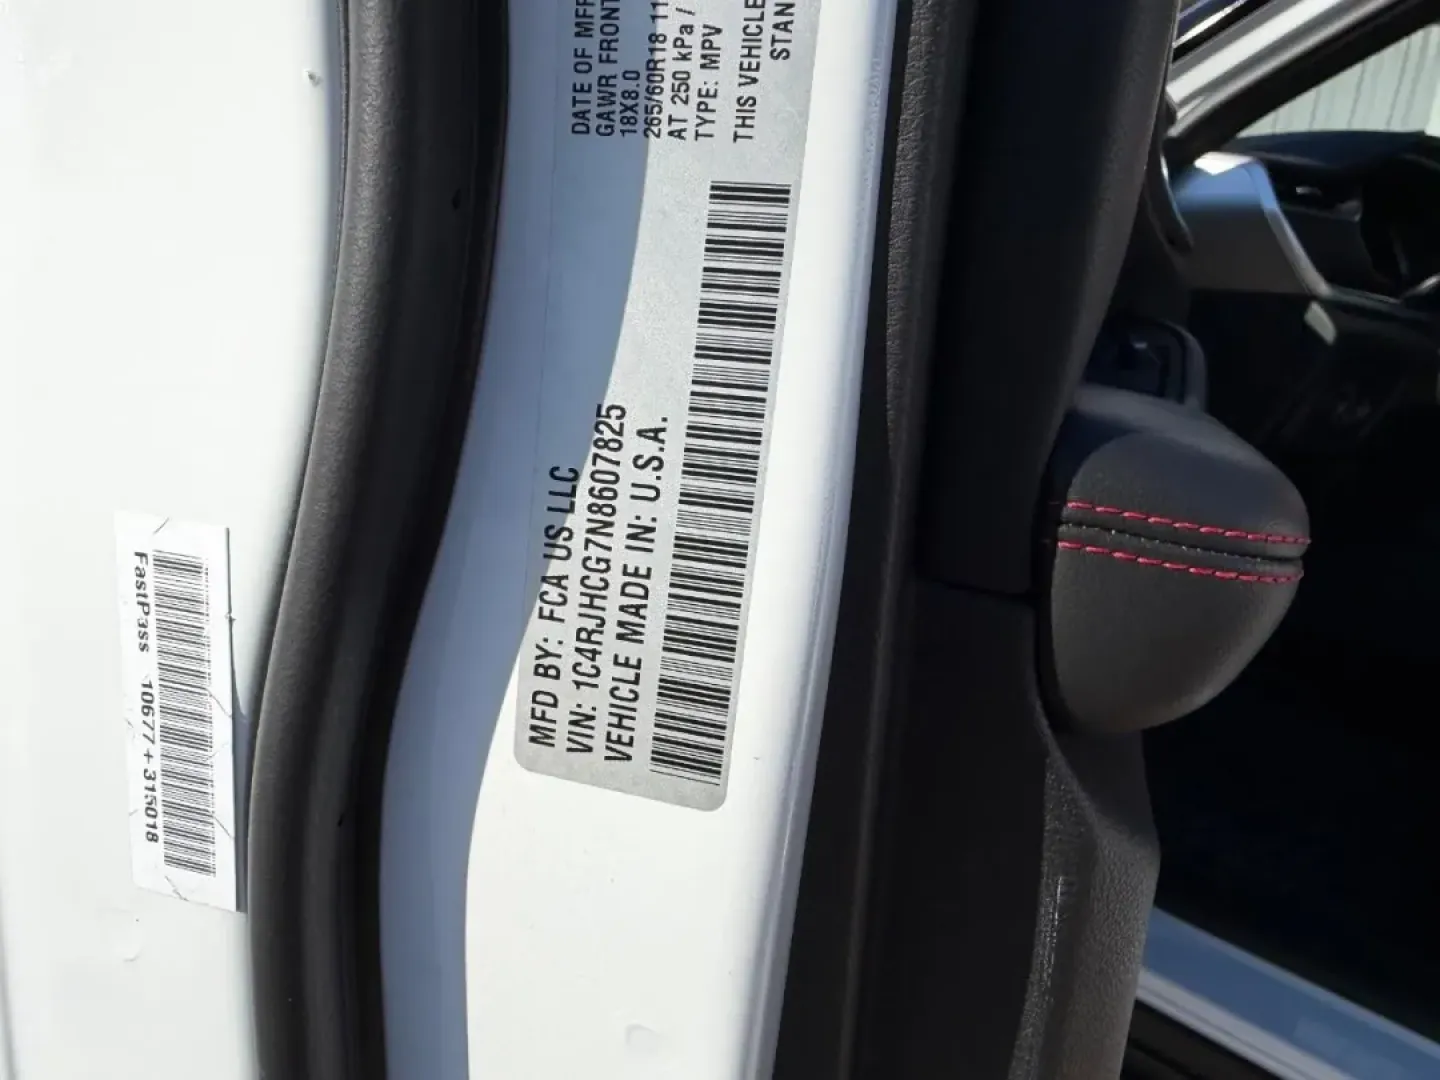 MFD BY: FCA US LLC
VIN: 1C4RJHCG7N8607825
VEHICLE MADE IN: U.S.A.
DATE OF
GAWR FRONT
18X8.0
265/60R18 11
AT 250 kPa /
TYPE: MPV
THIS VEHICLE
STAN
FastPass 10677 + 315018